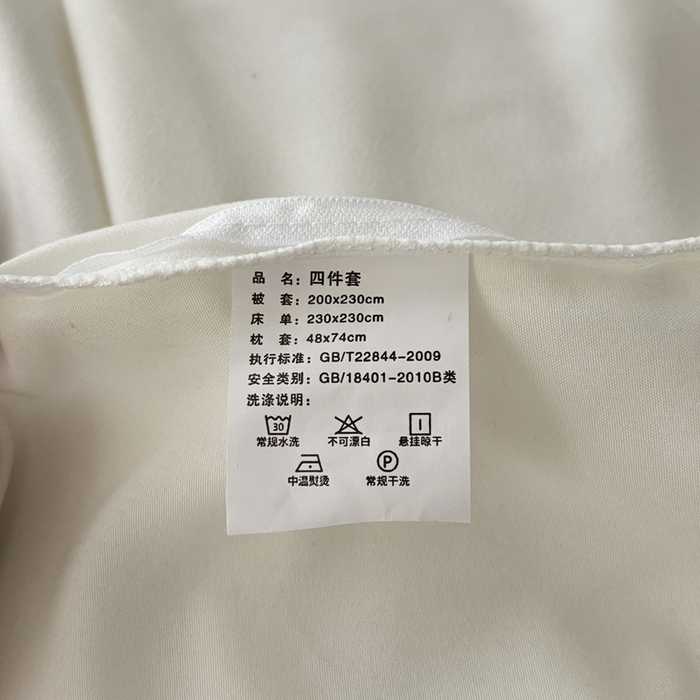 品 名：四件套
被 套：200x230cm
床 单：230x230cm
枕 套：48x74cm
执行标准：GB/T22844-2009
安全类别：GB/18401-2010B类
洗涤说明：
30
常规水洗 不可漂白 悬挂晾干
P
中温熨烫 常规干洗